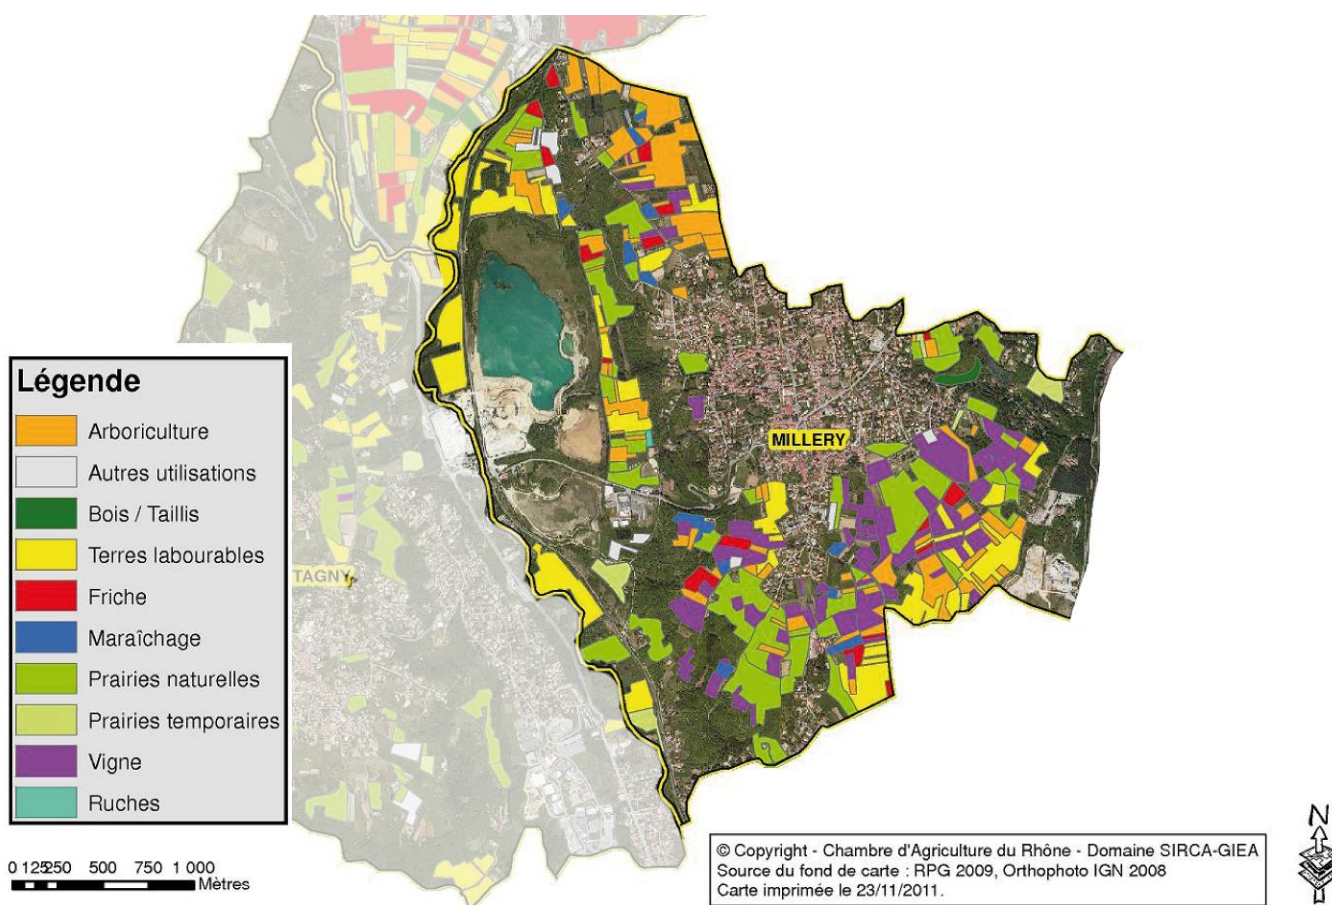 MILLERY
TAGNY
Légende
Arboriculture
Autres utilisations
Bois / Taillis
Terres labourables
Friche
Maraîchage
Prairies naturelles
Prairies temporaires
Vigne
Ruches
0 125250 500 750 1 000
Mètres
© Copyright - Chambre d'Agriculture du Rhône - Domaine SIRCA-GIEA
Source du fond de carte : RPG 2009, Orthophoto IGN 2008
Carte imprimée le 23/11/2011.
N